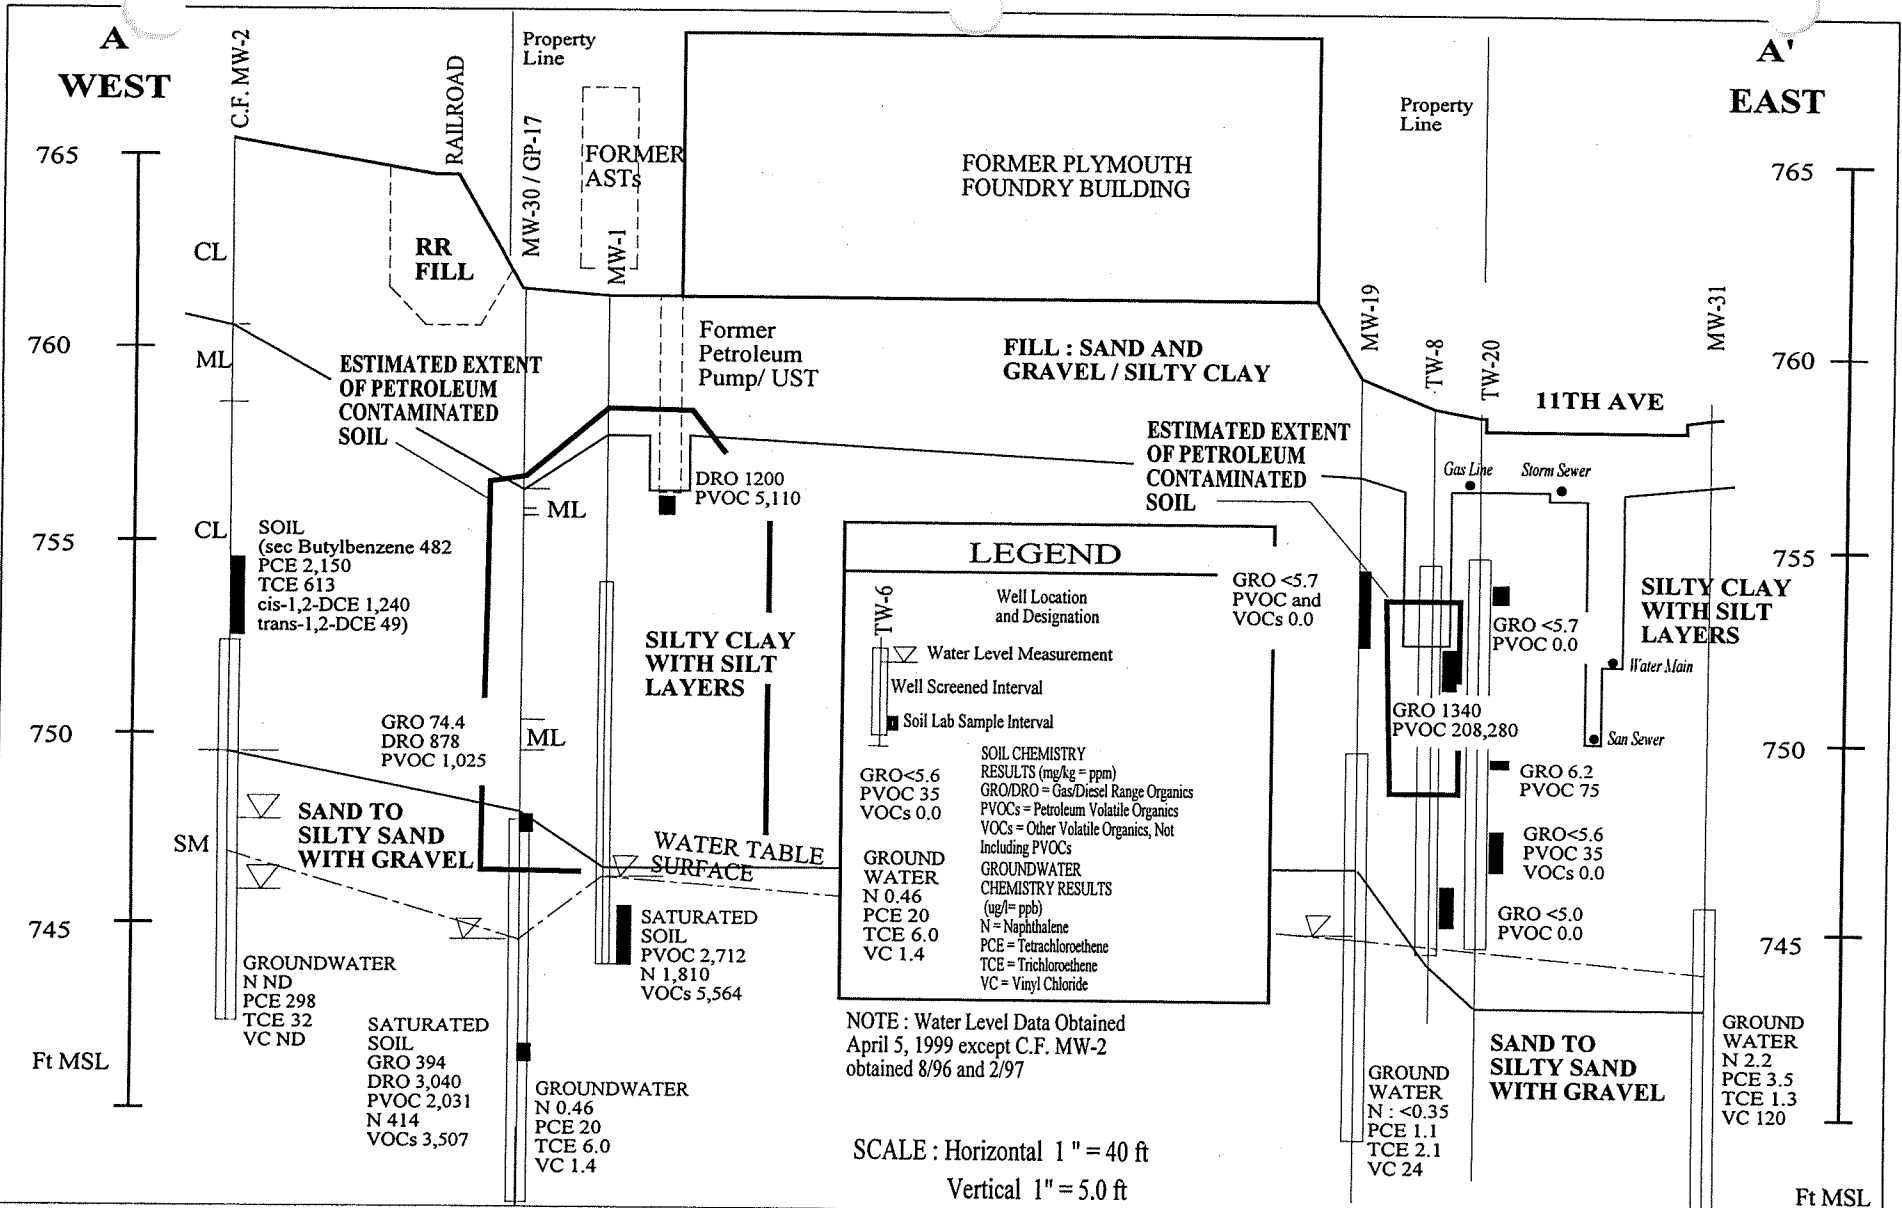 A
WEST
C.F. MW-2
RAILROAD
Property
Line
MW-30 / GP-17
FORMER
ASTs
MW-1
FORMER PLYMOUTH
FOUNDRY BUILDING
Property
Line
A'
EAST
765
760
755
750
745
Ft MSL
765
760
755
750
745
Ft MSL
CL
ML
CL
SM
RR
FILL
ESTIMATED EXTENT
OF PETROLEUM
CONTAMINATED
SOIL
Former
Petroleum
Pump/ UST
FILL : SAND AND
GRAVEL / SILTY CLAY
MW-19
TW-8
TW-20
MW-31
11TH AVE
ESTIMATED EXTENT
OF PETROLEUM
CONTAMINATED
SOIL
Gas Line
Storm Sewer
Water Main
San Sewer
DRO 1200
PVOC 5,110
ML
ML
SOIL
(sec Butylbenzene 482
PCE 2,150
TCE 613
cis-1,2-DCE 1,240
trans-1,2-DCE 49)
SILTY CLAY
WITH SILT
LAYERS
GRO 74.4
DRO 878
PVOC 1,025
SAND TO
SILTY SAND
WITH GRAVEL
WATER TABLE
SURFACE
GROUNDWATER
N ND
PCE 298
TCE 32
VC ND
SATURATED
SOIL
GRO 394
DRO 3,040
PVOC 2,031
N 414
VOCs 3,507
GROUNDWATER
N 0.46
PCE 20
TCE 6.0
VC 1.4
SATURATED
SOIL
PVOC 2,712
N 1,810
VOCs 5,564
LEGEND
TW-6
Well Location
and Designation
Water Level Measurement
Well Screened Interval
Soil Lab Sample Interval
GRO<5.6
PVOC 35
VOCs 0.0
SOIL CHEMISTRY
RESULTS (mg/kg = ppm)
GRO/DRO = Gas/Diesel Range Organics
PVOCs = Petroleum Volatile Organics
VOCs = Other Volatile Organics, Not
Including PVOCs
GROUND
WATER
N 0.46
PCE 20
TCE 6.0
VC 1.4
GROUNDWATER
CHEMISTRY RESULTS
(ug/l= ppb)
N = Naphthalene
PCE = Tetrachloroethene
TCE = Trichloroethene
VC = Vinyl Chloride
NOTE : Water Level Data Obtained
April 5, 1999 except C.F. MW-2
obtained 8/96 and 2/97
SCALE : Horizontal 1 " = 40 ft
Vertical 1" = 5.0 ft
GRO <5.7
PVOC and
VOCs 0.0
GRO <5.7
PVOC 0.0
GRO 1340
PVOC 208,280
GRO 6.2
PVOC 75
GRO<5.6
PVOC 35
VOCs 0.0
GRO <5.0
PVOC 0.0
SILTY CLAY
WITH SILT
LAYERS
SAND TO
SILTY SAND
WITH GRAVEL
GROUND
WATER
N : <0.35
PCE 1.1
TCE 2.1
VC 24
GROUND
WATER
N 2.2
PCE 3.5
TCE 1.3
VC 120